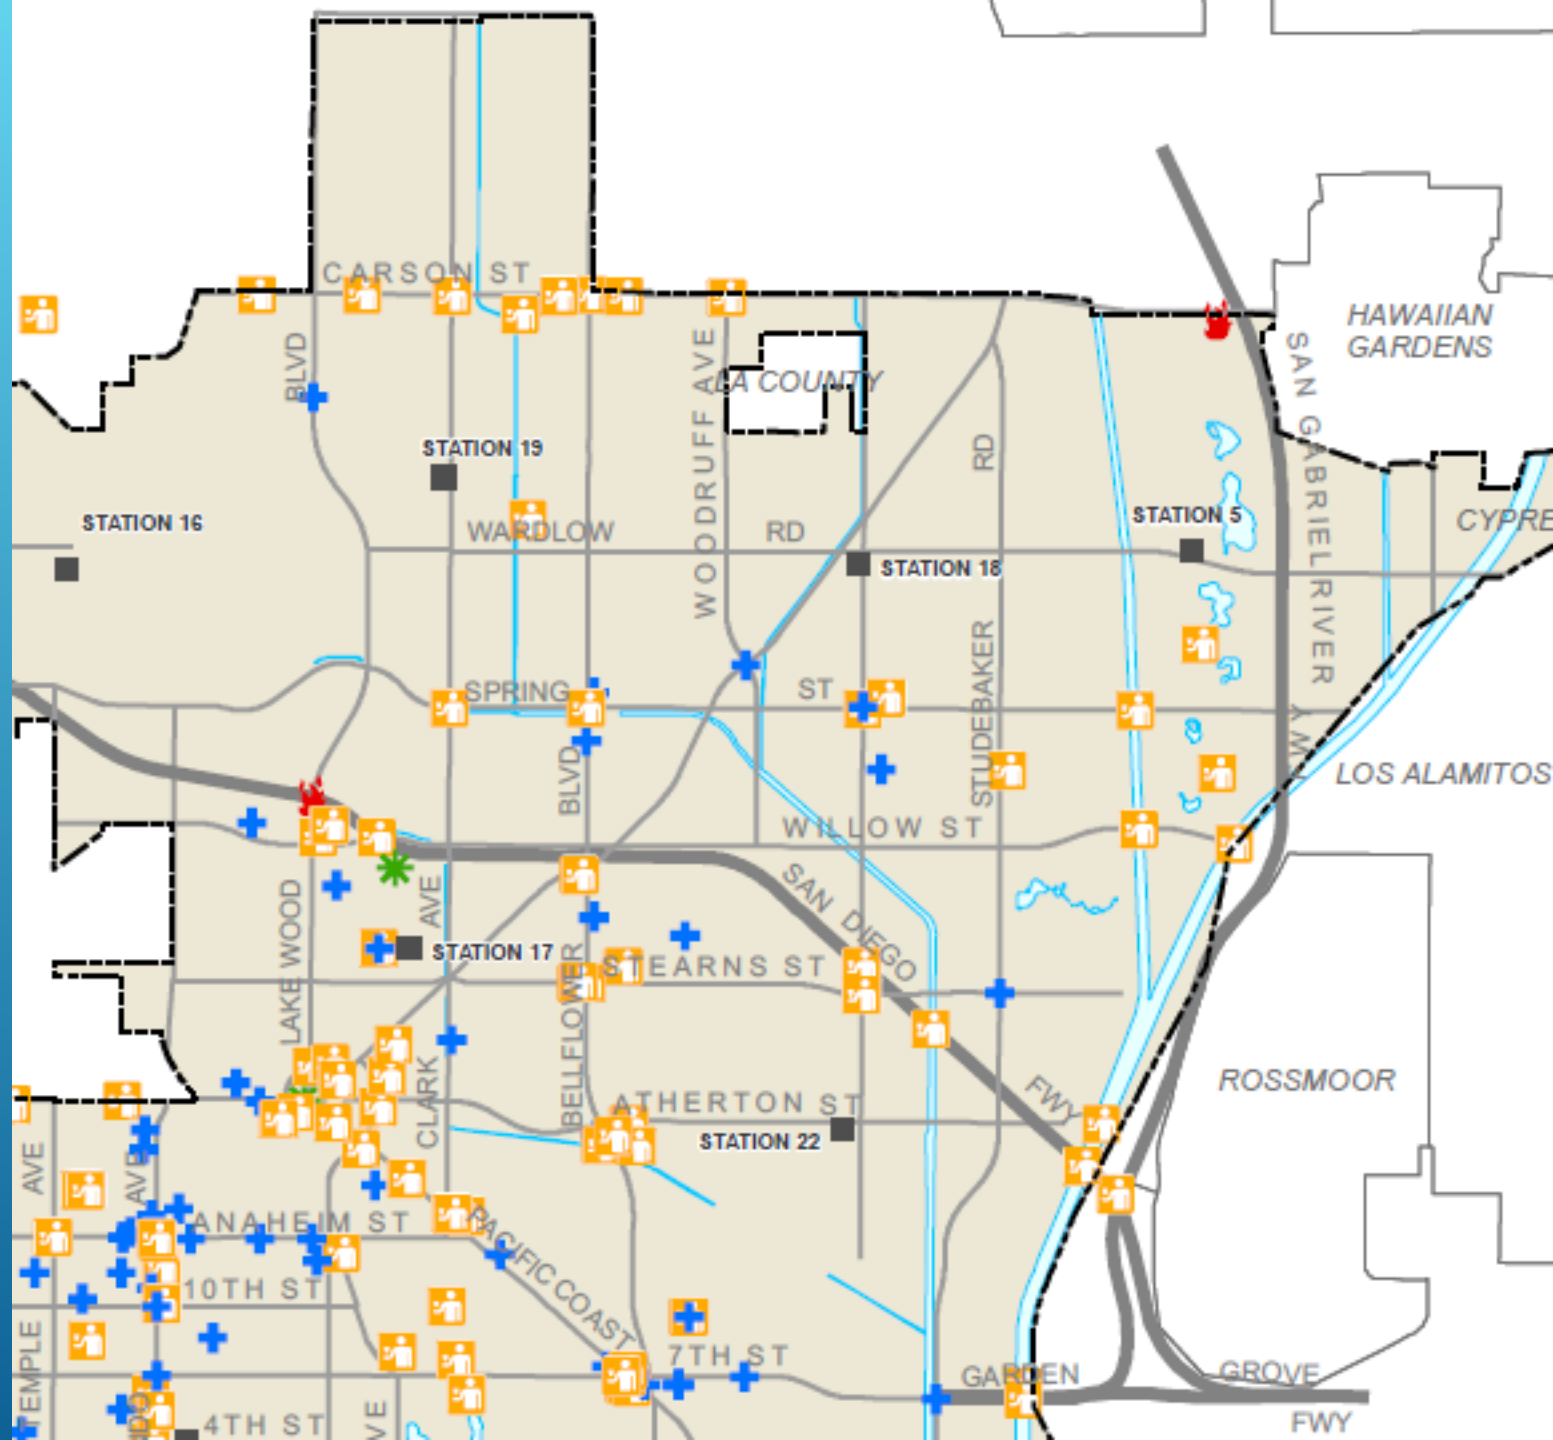 CARSON ST
HAWAIIAN
GARDENS
BLVD
WOODRUFF AVE
LA COUNTY
SAN GABRIEL RIVER
FWY
STATION 19
RD
STATION 16
WARDLOW
RD
STATION 5
CYPRE
STATION 18
STUDEBAKER
SPRING
ST
BLVD
LOS ALAMITOS
WILLOW ST
SAN DIEGO
FWY
LAKEWOOD
AVE
STATION 17
BELLFLOWER
STEARNS ST
CLARK
ROSSMOOR
ATHERTON ST
STATION 22
AVE
AVE
ANAHEIM ST
PACIFIC COAST
10TH ST
TEMPLE
7TH ST
GARDEN
GROVE
FWY
4TH ST
VE